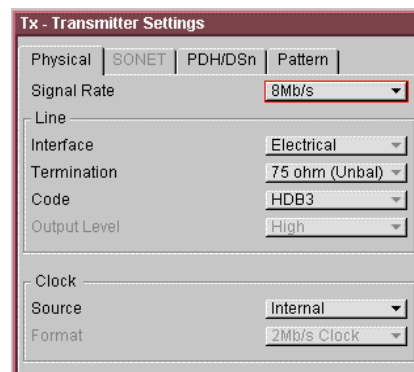 Tx - Transmitter Settings
Physical SONET PDH/DSn Pattern
Signal Rate 8Mb/s
Line
Interface Electrical
Termination 75 ohm (Unbal)
Code HDB3
Output Level High
Clock
Source Internal
Format 2Mb/s Clock